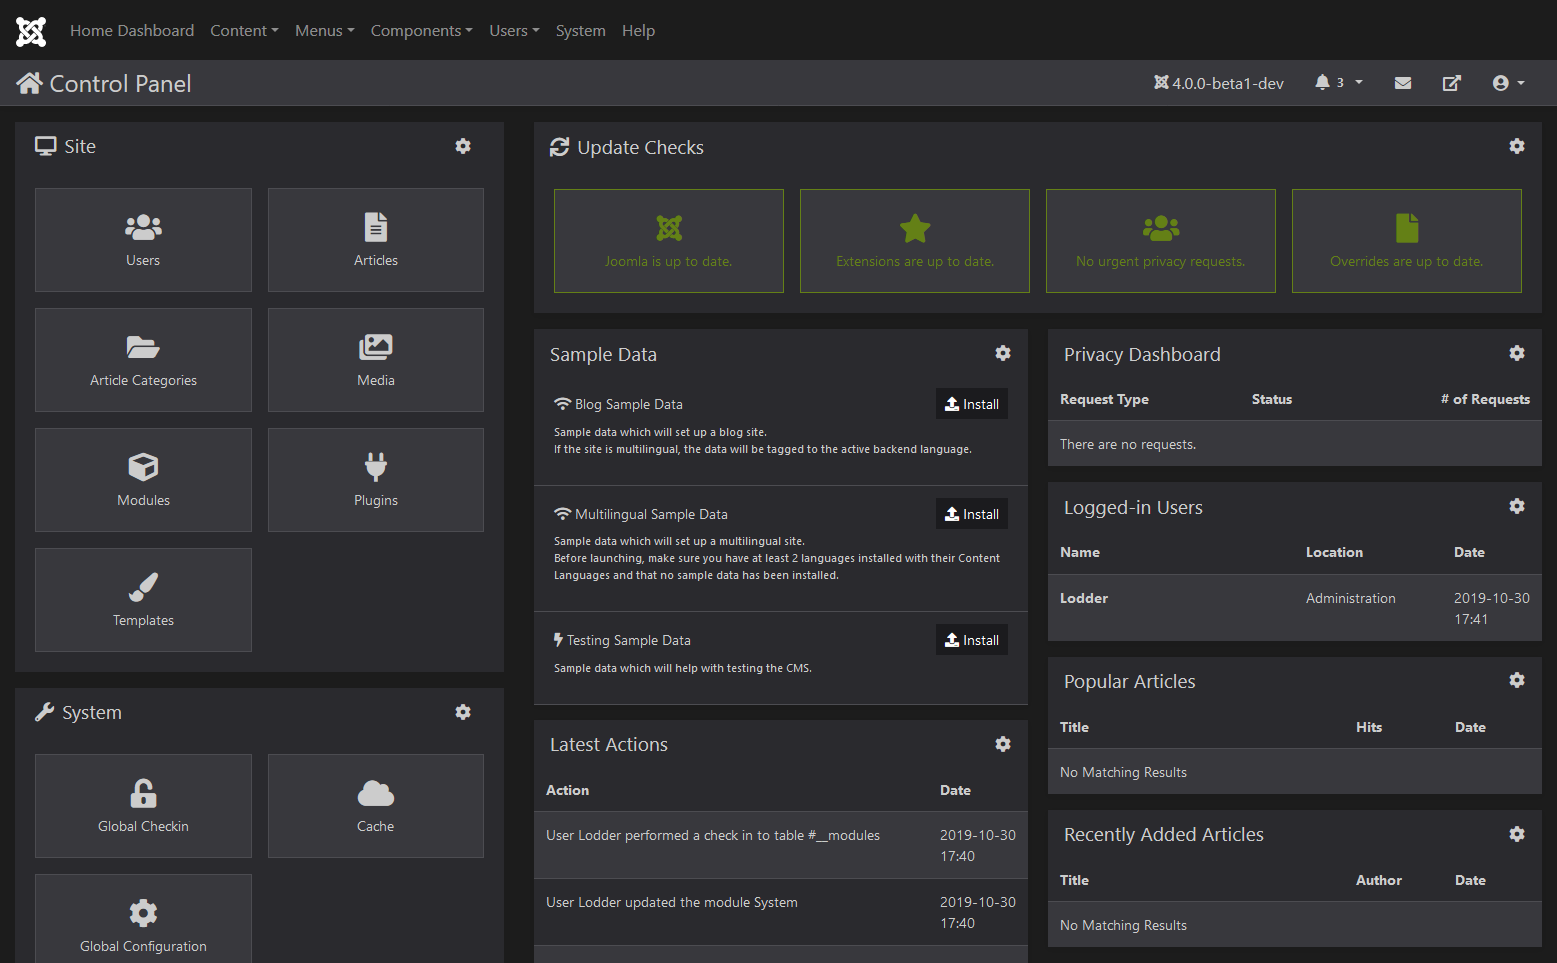 Home Dashboard Content Menus Components Users System Help
Control Panel 4.0.0-beta1-dev 3
Site
Users Articles
Article Categories Media
Modules Plugins
Templates
System
Global Checkin Cache
Global Configuration
Update Checks
Joomla is up to date. Extensions are up to date. No urgent privacy requests. Overrides are up to date.
Sample Data
Blog Sample Data Install
Sample data which will set up a blog site.
If the site is multilingual, the data will be tagged to the active backend language.
Multilingual Sample Data Install
Sample data which will set up a multilingual site.
Before launching, make sure you have at least 2 languages installed with their Content
Languages and that no sample data has been installed.
Testing Sample Data Install
Sample data which will help with testing the CMS.
Latest Actions
Action Date
User Lodder performed a check in to table #__modules 2019-10-30
17:40
User Lodder updated the module System 2019-10-30
17:40
Privacy Dashboard
Request Type Status # of Requests
There are no requests.
Logged-in Users
Name Location Date
Lodder Administration 2019-10-30
17:41
Popular Articles
Title Hits Date
No Matching Results
Recently Added Articles
Title Author Date
No Matching Results